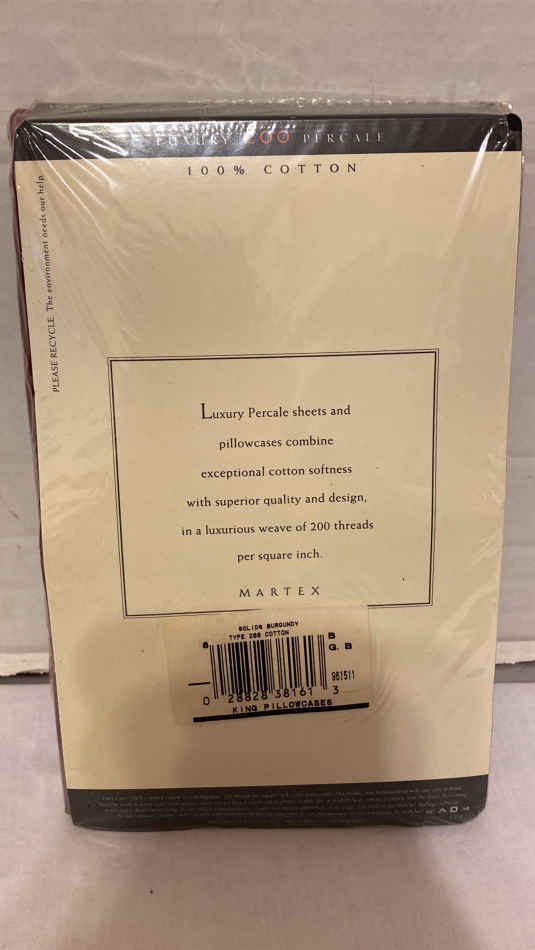 LUXURY 200 PERCALE
100% COTTON
PLEASE RECYCLE. The environment needs our help.
Luxury Percale sheets and
pillowcases combine
exceptional cotton softness
with superior quality and design,
in a luxurious weave of 200 threads
per square inch.
MARTEX
SOLIDS BURGUNDY
TYPE 200 COTTON
6 B
G. B
961511
0 28828 38161 3
KING PILLOWCASES